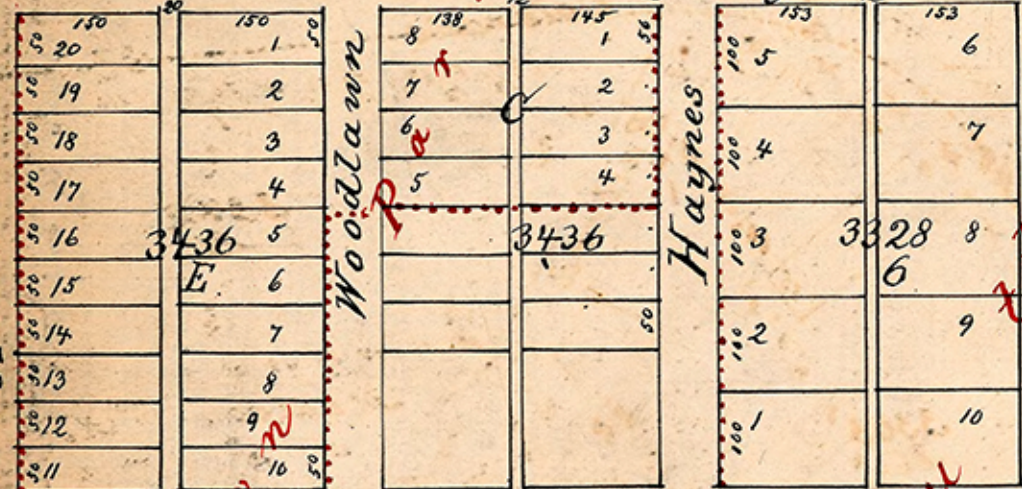 150 20 150 138 145 153 153
50 20 1 50 8 1 50 100 5 6
50 19 2 7 2
50 18 3 6 C 3 100 4 7
50 17 4 5 4
50 16 3436 5 3436 100 3 3328 8
50 15 E 6 6
50 14 7 50 100 2 9
50 13 8
50 12 9 100 1 10
50 11 10 50
Woodlawn
Haynes
P a r
n
x
u